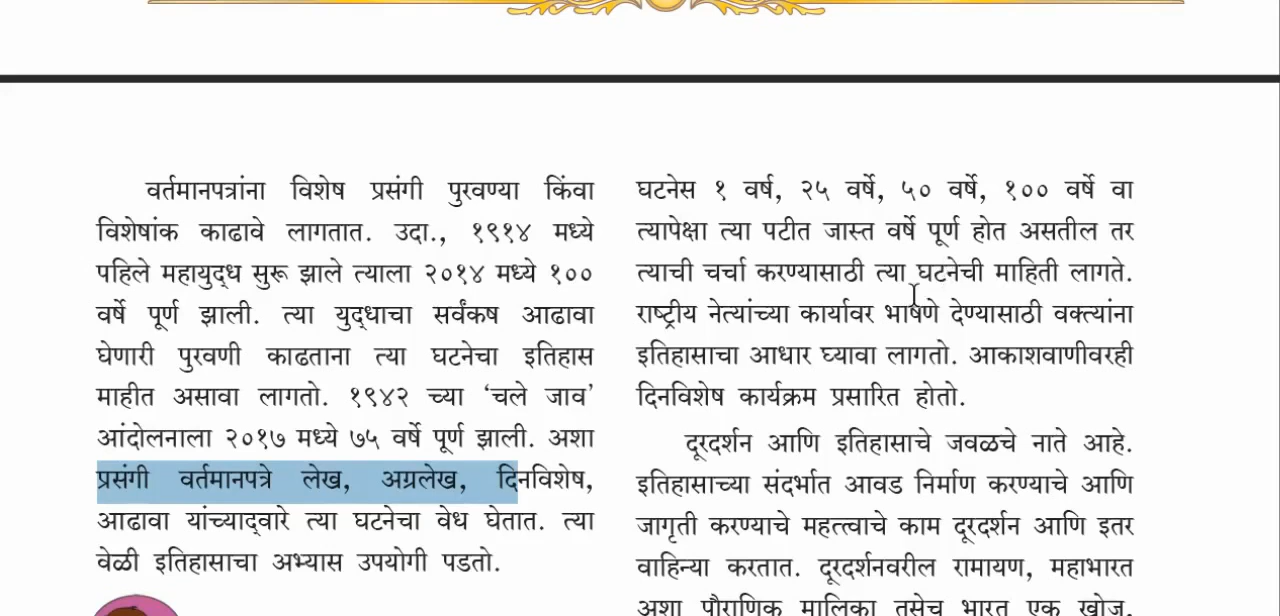 वर्तमानपत्रांना विशेष प्रसंगी पुरवण्या किंवा
विशेषांक काढावे लागतात. उदा., १९१४ मध्ये
पहिले महायुद्ध सुरू झाले त्याला २०१४ मध्ये १००
वर्षे पूर्ण झाली. त्या युद्धाचा सर्वंकष आढावा
घेणारी पुरवणी काढताना त्या घटनेचा इतिहास
माहीत असावा लागतो. १९४२ च्या ‘चले जाव’
आंदोलनाला २०१७ मध्ये ७५ वर्षे पूर्ण झाली. अशा
प्रसंगी वर्तमानपत्रे लेख, अग्रलेख, दिनविशेष,
आढावा यांच्याद्वारे त्या घटनेचा वेध घेतात. त्या
वेळी इतिहासाचा अभ्यास उपयोगी पडतो.
घटनेस १ वर्ष, २५ वर्षे, ५० वर्षे, १०० वर्षे वा
त्यापेक्षा त्या पटीत जास्त वर्षे पूर्ण होत असतील तर
त्याची चर्चा करण्यासाठी त्या घटनेची माहिती लागते.
राष्ट्रीय नेत्यांच्या कार्यावर भाषणे देण्यासाठी वक्त्यांना
इतिहासाचा आधार घ्यावा लागतो. आकाशवाणीवरही
दिनविशेष कार्यक्रम प्रसारित होतो.
दूरदर्शन आणि इतिहासाचे जवळचे नाते आहे.
इतिहासाच्या संदर्भात आवड निर्माण करण्याचे आणि
जागृती करण्याचे महत्त्वाचे काम दूरदर्शन आणि इतर
वाहिन्या करतात. दूरदर्शनवरील रामायण, महाभारत
अशा पौराणिक मालिका तसेच भारत एक खोज,